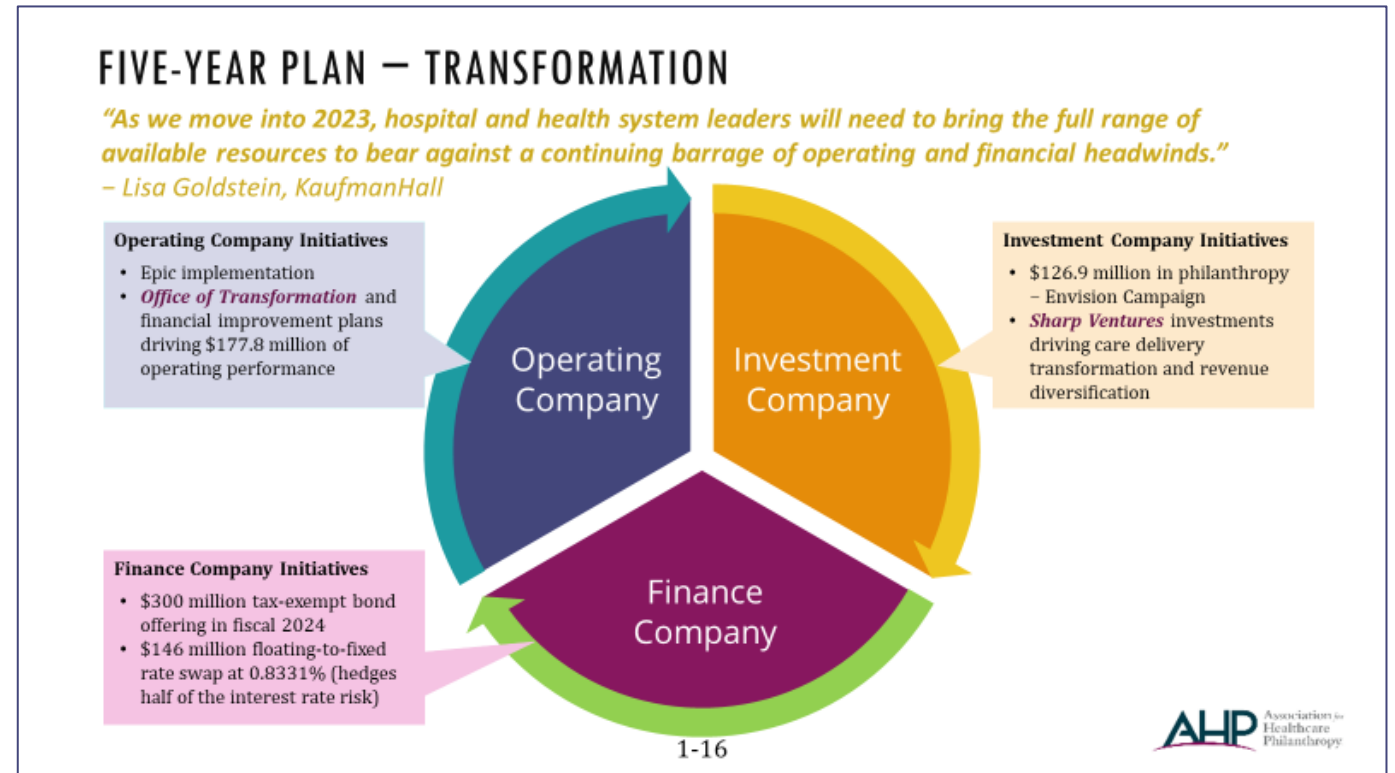 FIVE-YEAR PLAN – TRANSFORMATION
“As we move into 2023, hospital and health system leaders will need to bring the full range of
available resources to bear against a continuing barrage of operating and financial headwinds.”
– Lisa Goldstein, KaufmanHall
Operating Company Initiatives
• Epic implementation
• Office of Transformation and
financial improvement plans
driving $177.8 million of
operating performance
Operating
Company
Investment
Company
Investment Company Initiatives
• $126.9 million in philanthropy
– Envision Campaign
• Sharp Ventures investments
driving care delivery
transformation and revenue
diversification
Finance Company Initiatives
• $300 million tax-exempt bond
offering in fiscal 2024
• $146 million floating-to-fixed
rate swap at 0.8331% (hedges
half of the interest rate risk)
Finance
Company
1-16
AHP
Association for
Healthcare
Philanthropy